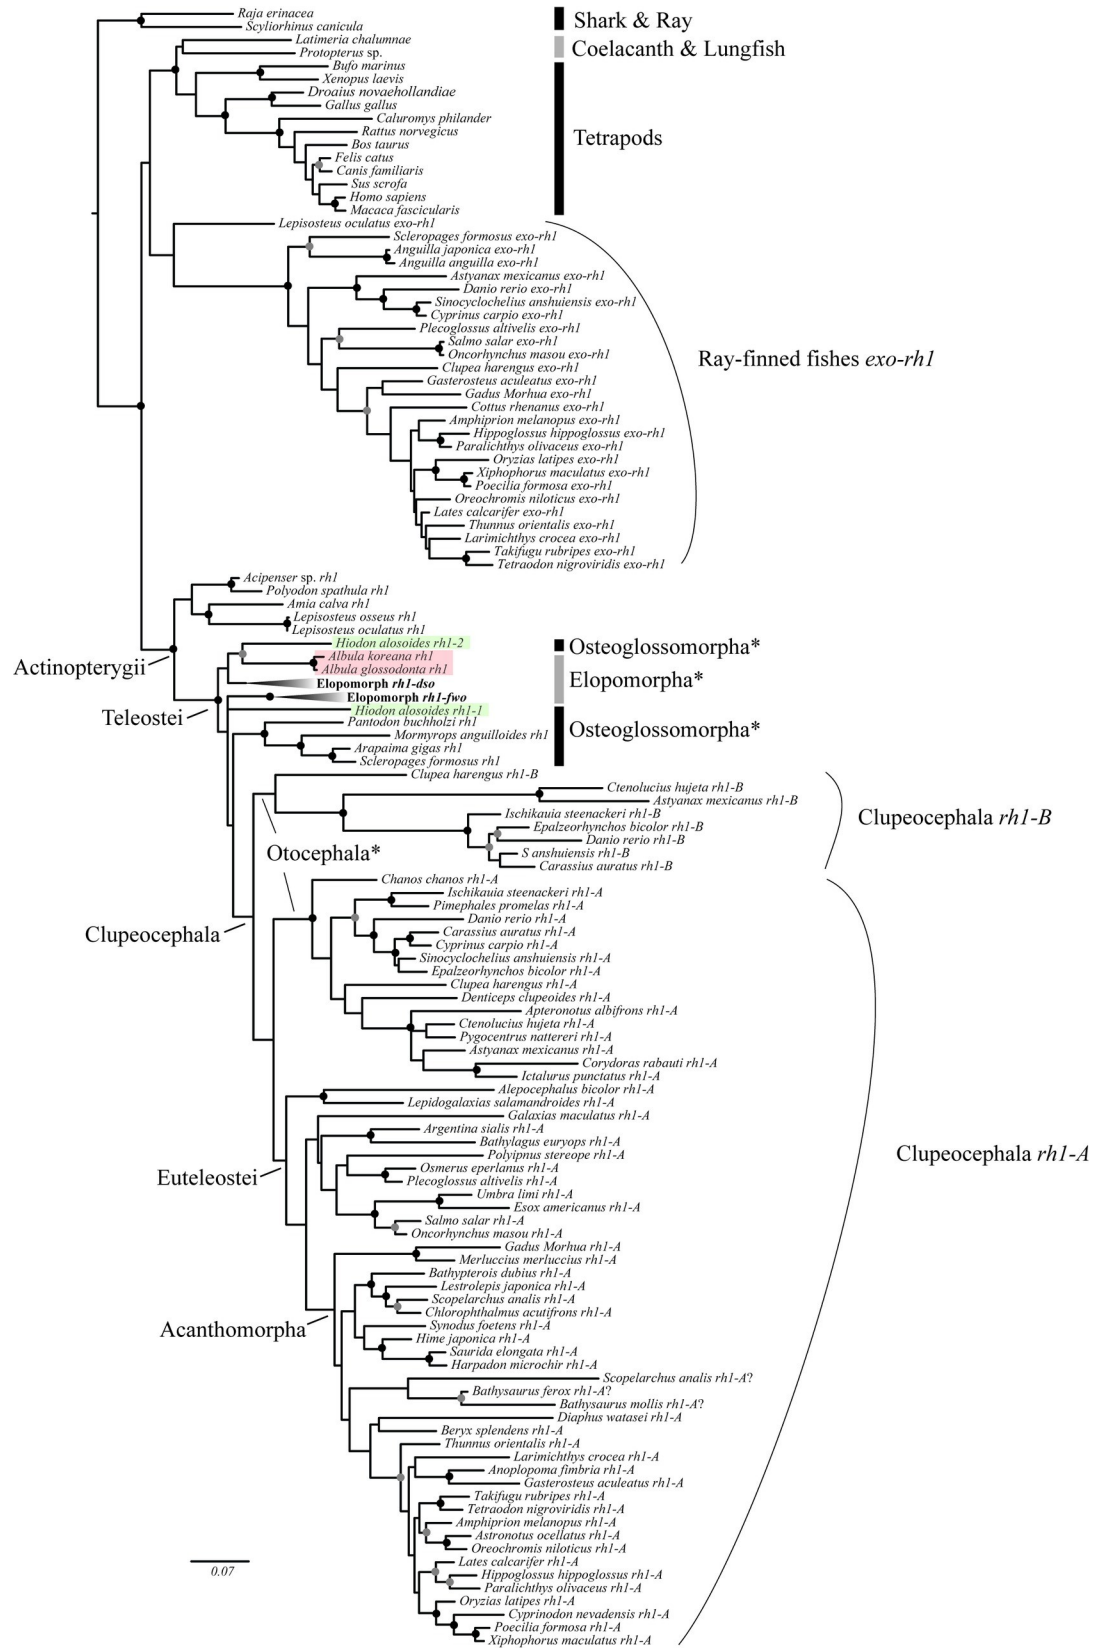 Raja erinacea
Scyliorhinus canicula
Shark & Ray
Latimeria chalumnae
Coelacanth & Lungfish
Protopterus sp.
Bufo marinus
Xenopus laevis
Droaius novaehollandiae
Gallus gallus
Caluromys philander
Rattus norvegicus
Tetrapods
Bos taurus
Felis catus
Canis familiaris
Sus scrofa
Homo sapiens
Macaca fascicularis
Lepisosteus oculatus exo-rh1
Scleropages formosus exo-rh1
Anguilla japonica exo-rh1
Anguilla anguilla exo-rh1
Astyanax mexicanus exo-rh1
Danio rerio exo-rh1
Sinocyclochelius anshuiensis exo-rh1
Cyprinus carpio exo-rh1
Plecoglossus altivelis exo-rh1
Salmo salar exo-rh1
Oncorhynchus masou exo-rh1
Ray-finned fishes exo-rh1
Clupea harengus exo-rh1
Gasterosteus aculeatus exo-rh1
Gadus Morhua exo-rh1
Cottus rhenanus exo-rh1
Amphiprion melanopus exo-rh1
Hippoglossus hippoglossus exo-rh1
Paralichthys olivaceus exo-rh1
Oryzias latipes exo-rh1
Xiphophorus maculatus exo-rh1
Poecilia formosa exo-rh1
Oreochromis niloticus exo-rh1
Lates calcarifer exo-rh1
Thunnus orientalis exo-rh1
Larimichthys crocea exo-rh1
Takifugu rubripes exo-rh1
Tetraodon nigroviridis exo-rh1
Acipenser sp. rh1
Polyodon spathula rh1
Amia calva rh1
Lepisosteus osseus rh1
Lepisosteus oculatus rh1
Hiodon alosoides rh1-2
Osteoglossomorpha*
Albula koreana rh1
Actinopterygii
Albula glossodonta rh1
Elopomorpha*
Elopomorph rh1-dso
Elopomorph rh1-fwo
Hiodon alosoides rh1-1
Teleostei
Pantodon buchholzi rh1
Osteoglossomorpha*
Mormyrops anguilloides rh1
Arapaima gigas rh1
Scleropages formosus rh1
Clupea harengus rh1-B
Ctenolucius hujeta rh1-B
Astyanax mexicanus rh1-B
Ischikauia steenackeri rh1-B
Clupeocephala rh1-B
Epalzeorhynchos bicolor rh1-B
Danio rerio rh1-B
Otocephala*
S anshuiensis rh1-B
Carassius auratus rh1-B
Chanos chanos rh1-A
Ischikauia steenackeri rh1-A
Pimephales promelas rh1-A
Danio rerio rh1-A
Clupeocephala
Carassius auratus rh1-A
Cyprinus carpio rh1-A
Sinocyclochelius anshuiensis rh1-A
Epalzeorhynchos bicolor rh1-A
Clupea harengus rh1-A
Denticeps clupeoides rh1-A
Apteronotus albifrons rh1-A
Ctenolucius hujeta rh1-A
Pygocentrus nattereri rh1-A
Astyanax mexicanus rh1-A
Corydoras rabauti rh1-A
Ictalurus punctatus rh1-A
Alepocephalus bicolor rh1-A
Lepidogalaxias salamandroides rh1-A
Galaxias maculatus rh1-A
Argentina sialis rh1-A
Bathylagus euryops rh1-A
Clupeocephala rh1-A
Polyipnus stereope rh1-A
Osmerus eperlanus rh1-A
Euteleostei
Plecoglossus altivelis rh1-A
Umbra limi rh1-A
Esox americanus rh1-A
Salmo salar rh1-A
Oncorhynchus masou rh1-A
Gadus Morhua rh1-A
Merluccius merluccius rh1-A
Bathypterois dubius rh1-A
Lestrolepis japonica rh1-A
Scopelarchus analis rh1-A
Chlorophthalmus acutifrons rh1-A
Acanthomorpha
Synodus foetens rh1-A
Hime japonica rh1-A
Saurida elongata rh1-A
Harpadon microchir rh1-A
Scopelarchus analis rh1-A?
Bathysaurus ferox rh1-A?
Bathysaurus mollis rh1-A?
Diaphus watasei rh1-A
Beryx splendens rh1-A
Thunnus orientalis rh1-A
Larimichthys crocea rh1-A
Anoplopoma fimbria rh1-A
Gasterosteus aculeatus rh1-A
Takifugu rubripes rh1-A
Tetraodon nigroviridis rh1-A
Amphiprion melanopus rh1-A
Astronotus ocellatus rh1-A
Oreochromis niloticus rh1-A
Lates calcarifer rh1-A
0.07
Hippoglossus hippoglossus rh1-A
Paralichthys olivaceus rh1-A
Oryzias latipes rh1-A
Cyprinodon nevadensis rh1-A
Poecilia formosa rh1-A
Xiphophorus maculatus rh1-A